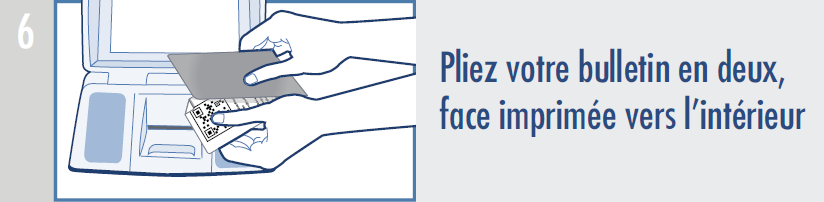 6
Pliez votre bulletin en deux,
face imprimée vers l’intérieur